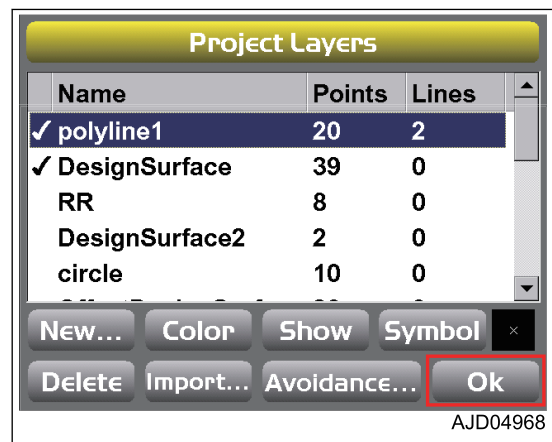 Project Layers
Name Points Lines
✓ polyline1 20 2
✓ DesignSurface 39 0
RR 8 0
DesignSurface2 2 0
circle 10 0
New... Color Show Symbol ×
Delete Import... Avoidance... Ok
AJD04968